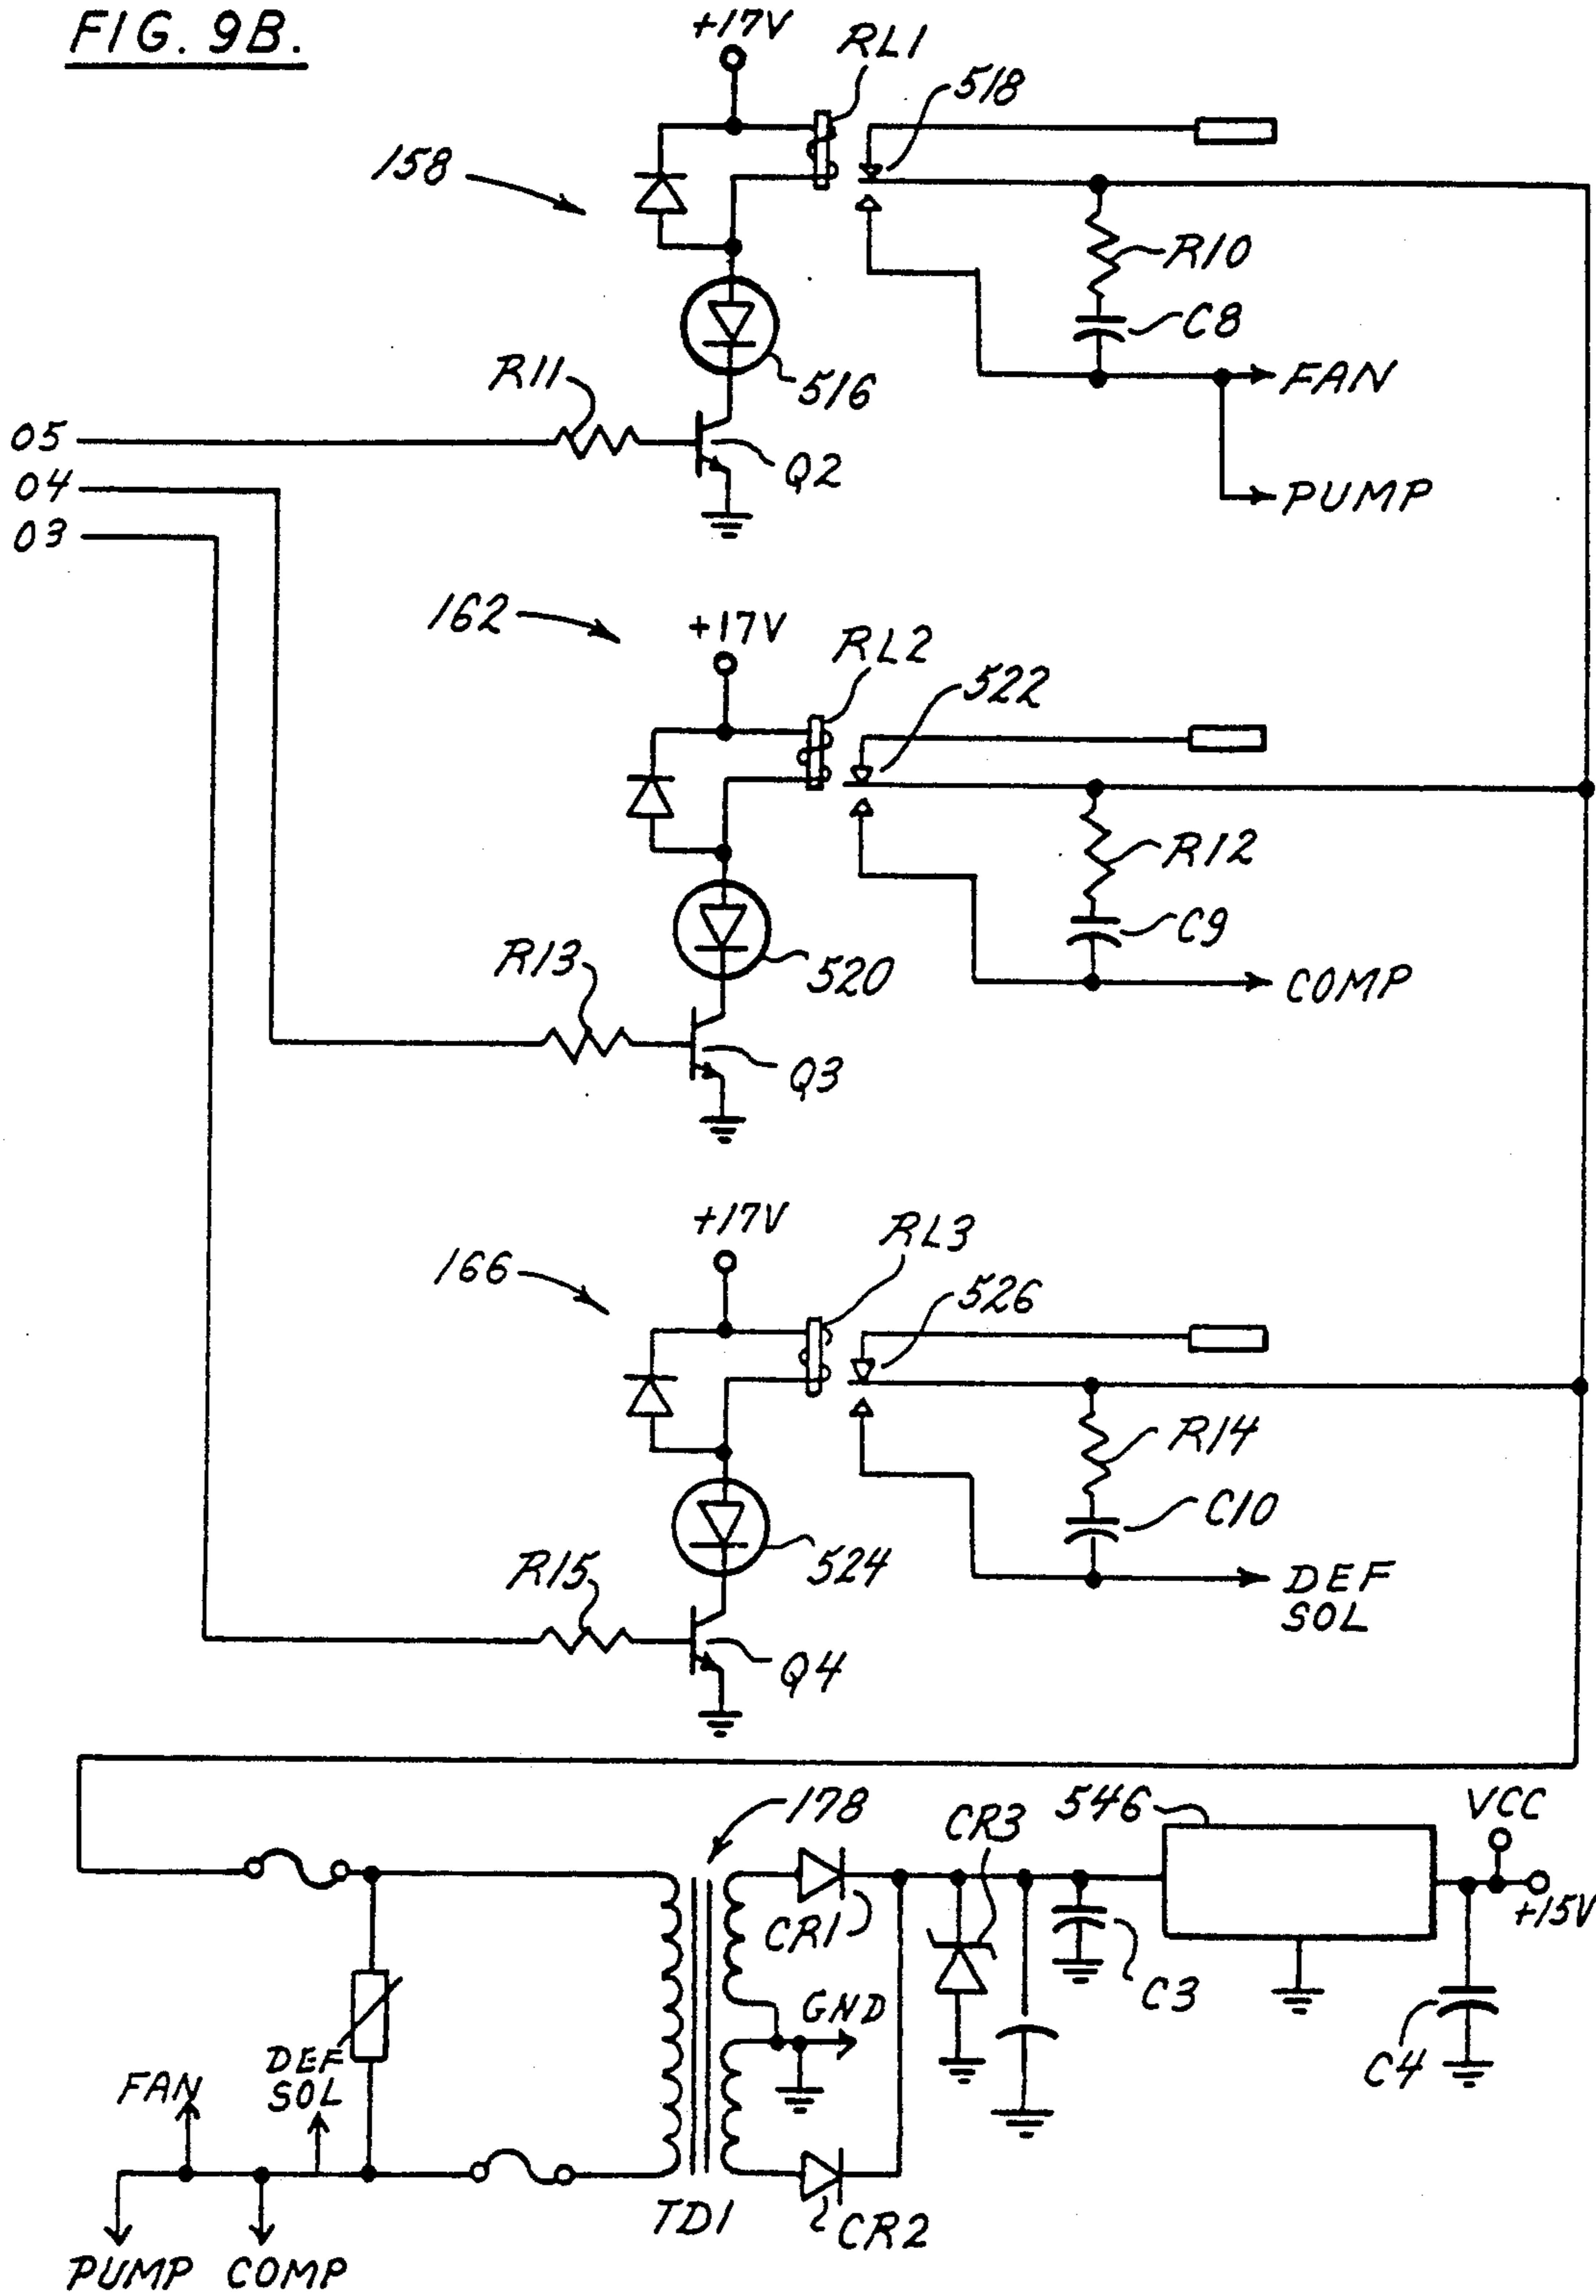 FIG. 9B.
+17V
RL1
518
158
R10
C8
R11
516
FAN
05
Q2
04
PUMP
03
162
+17V
RL2
522
R12
C9
R13
520
COMP
Q3
+17V
RL3
166
526
R14
C10
R15
524
DEF
SOL
Q4
178
CR3
546
VCC
CR1
+15V
C3
GND
C4
DEF
SOL
FAN
TD1
CR2
PUMP
COMP